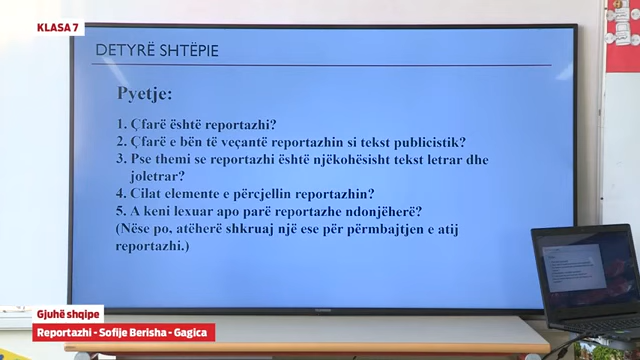 KLASA 7
DETYRË SHTËPIE
Pyetje:
1. Çfarë është reportazhi?
2. Çfarë e bën të veçantë reportazhin si tekst publicistik?
3. Pse themi se reportazhi është njëkohësisht tekst letrar dhe
joletrar?
4. Cilat elemente e përcjellin reportazhin?
5. A keni lexuar apo parë reportazhe ndonjëherë?
(Nëse po, atëherë shkruaj një ese për përmbajtjen e atij
reportazhi.)
Gjuhë shqipe
Reportazhi - Sofije Berisha - Gagica